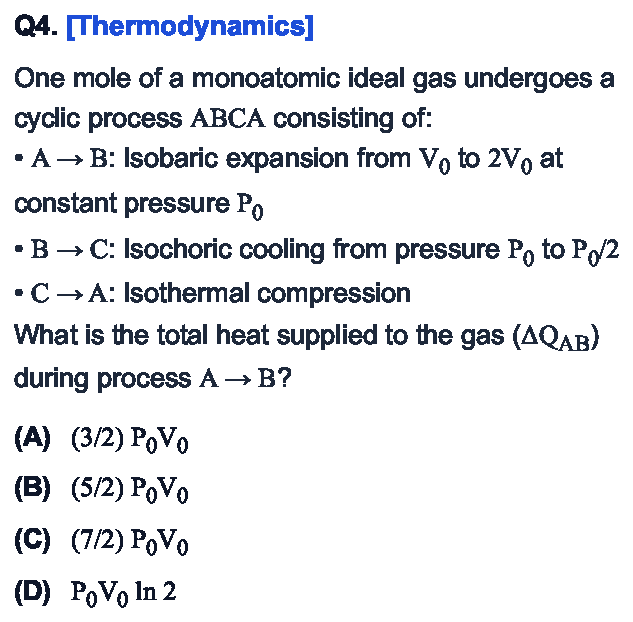 Q4. [Thermodynamics]
One mole of a monoatomic ideal gas undergoes a
cyclic process ABCA consisting of:
• A → B: Isobaric expansion from V₀ to 2V₀ at
constant pressure P₀
• B → C: Isochoric cooling from pressure P₀ to P₀/2
• C → A: Isothermal compression
What is the total heat supplied to the gas (ΔQ_AB)
during process A → B?
(A) (3/2) P₀V₀
(B) (5/2) P₀V₀
(C) (7/2) P₀V₀
(D) P₀V₀ ln 2